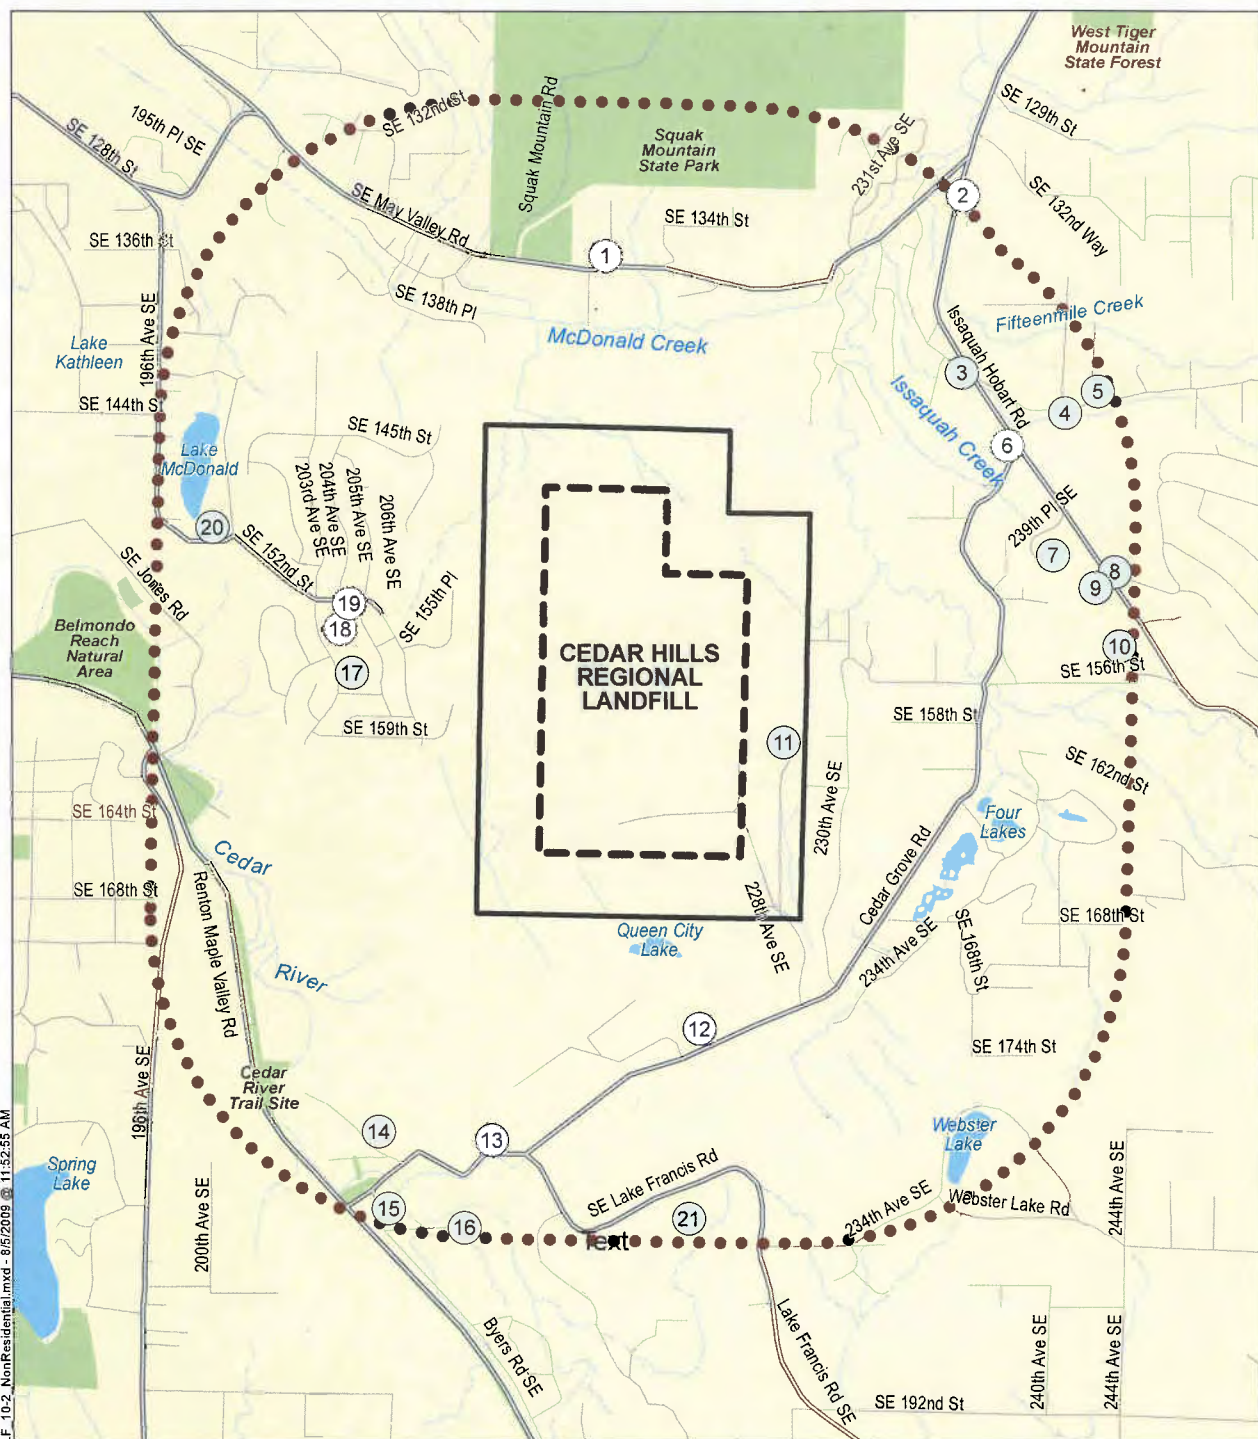 West Tiger
Mountain
State Forest
SE 129th St
195th Pl SE
SE 128th St
SE 132nd St
Squak Mountain Rd
Squak
Mountain
State Park
231st Ave SE
2
SE 132nd Way
SE May Valley Rd
SE 134th St
SE 136th St
1
SE 138th Pl
196th Ave SE
Lake
Kathleen
McDonald Creek
Issaquah Hobart Rd
Fifteenmile Creek
3
5
4
Issaquah Creek
6
SE 144th St
Lake
McDonald
SE 145th St
203rd Ave SE
204th Ave SE
205th Ave SE
206th Ave SE
20
SE 152nd St
239th Pl SE
7
8
9
SE Jones Rd
19
18
SE 155th Pl
Belmondo
Reach
Natural
Area
17
CEDAR HILLS
REGIONAL
LANDFILL
10
SE 156th St
SE 159th St
SE 158th St
11
SE 162nd St
230th Ave SE
SE 164th St
Four
Lakes
Cedar
River
SE 168th St
Renton Maple Valley Rd
Cedar Grove Rd
228th Ave SE
Queen City
Lake
234th Ave SE
SE 168th St
SE 168th St
12
SE 174th St
196th Ave SE
Cedar
River
Trail Site
14
13
Webster
Lake
Spring
Lake
200th Ave SE
15
16
SE Lake Francis Rd
21
Text
234th Ave SE
Webster Lake Rd
244th Ave SE
Byers Rd SE
Lake Francis Rd SE
240th Ave SE
244th Ave SE
SE 192nd St
F_10-2_NonResidential.mxd - 8/5/2009 @ 11:52:55 AM